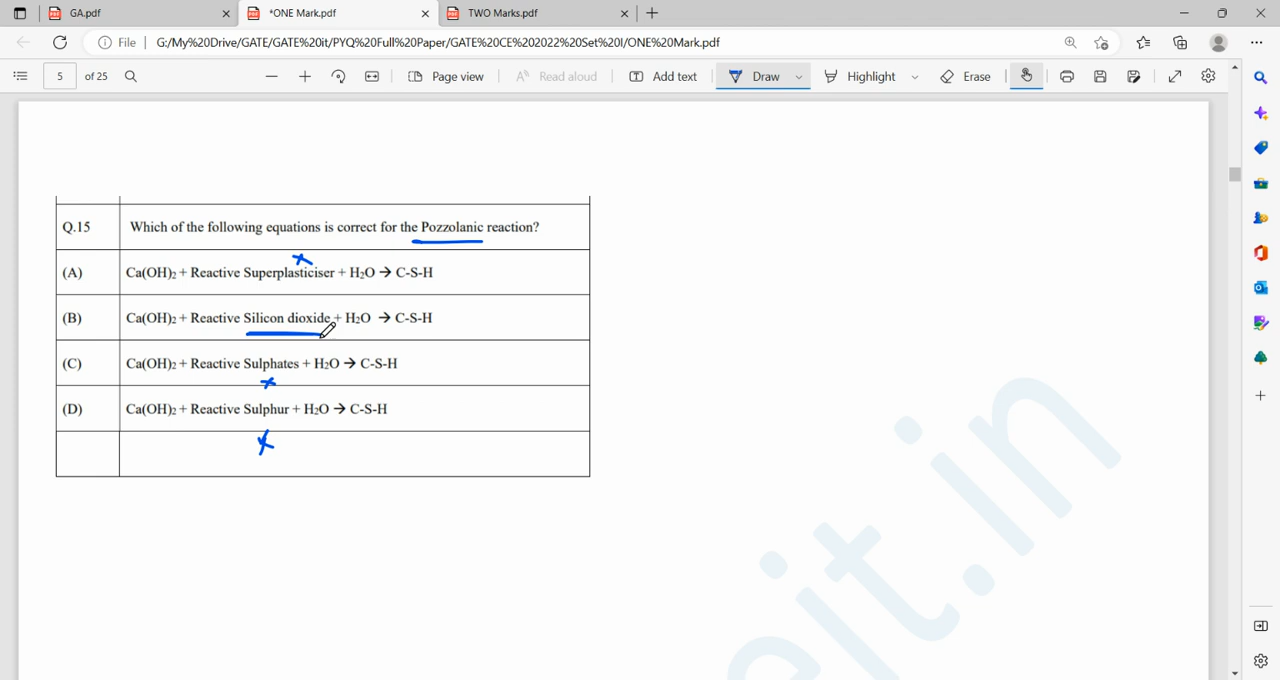 GA.pdf
*ONE Mark.pdf
TWO Marks.pdf
File G:/My%20Drive/GATE/GATE%20it/PYQ%20Full%20Paper/GATE%20CE%202022%20Set%20I/ONE%20Mark.pdf
5 of 25 Page view Read aloud Add text Draw Highlight Erase
Q.15 Which of the following equations is correct for the Pozzolanic reaction?
(A) Ca(OH)₂ + Reactive Superplasticiser + H₂O → C-S-H
(B) Ca(OH)₂ + Reactive Silicon dioxide + H₂O → C-S-H
(C) Ca(OH)₂ + Reactive Sulphates + H₂O → C-S-H
(D) Ca(OH)₂ + Reactive Sulphur + H₂O → C-S-H
eit.in